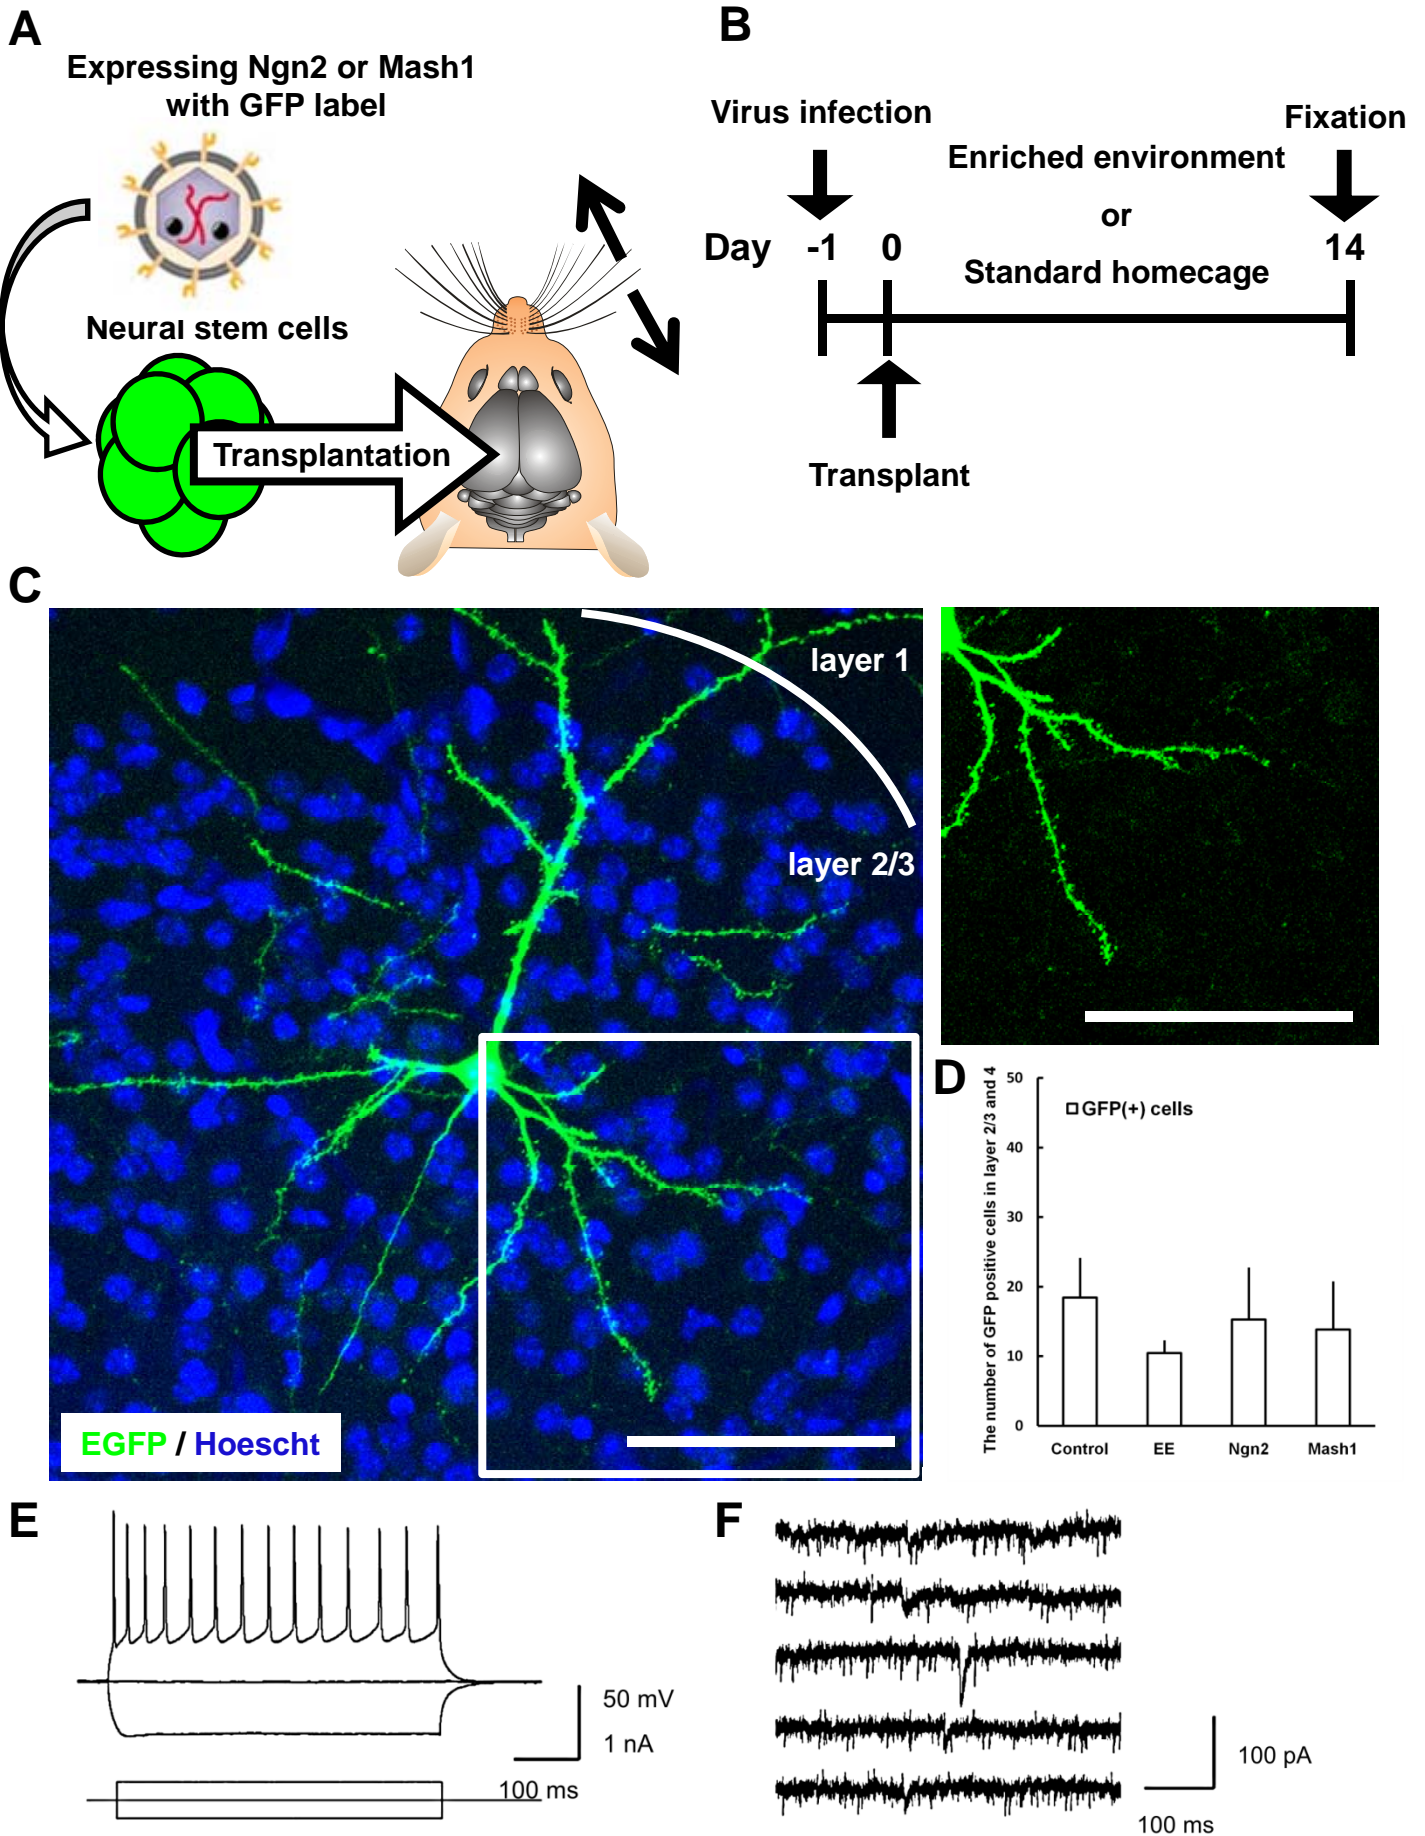 A
Expressing Ngn2 or Mash1
with GFP label
Neural stem cells
Transplantation
B
Virus infection
Fixation
Enriched environment
or
Standard homecage
Day -1 0 14
Transplant
C
layer 1
layer 2/3
EGFP / Hoescht
D
The number of GFP positive cells in layer 2/3 and 4
50
40
30
20
10
0
GFP(+) cells
Control EE Ngn2 Mash1
E
50 mV
1 nA
100 ms
F
100 pA
100 ms